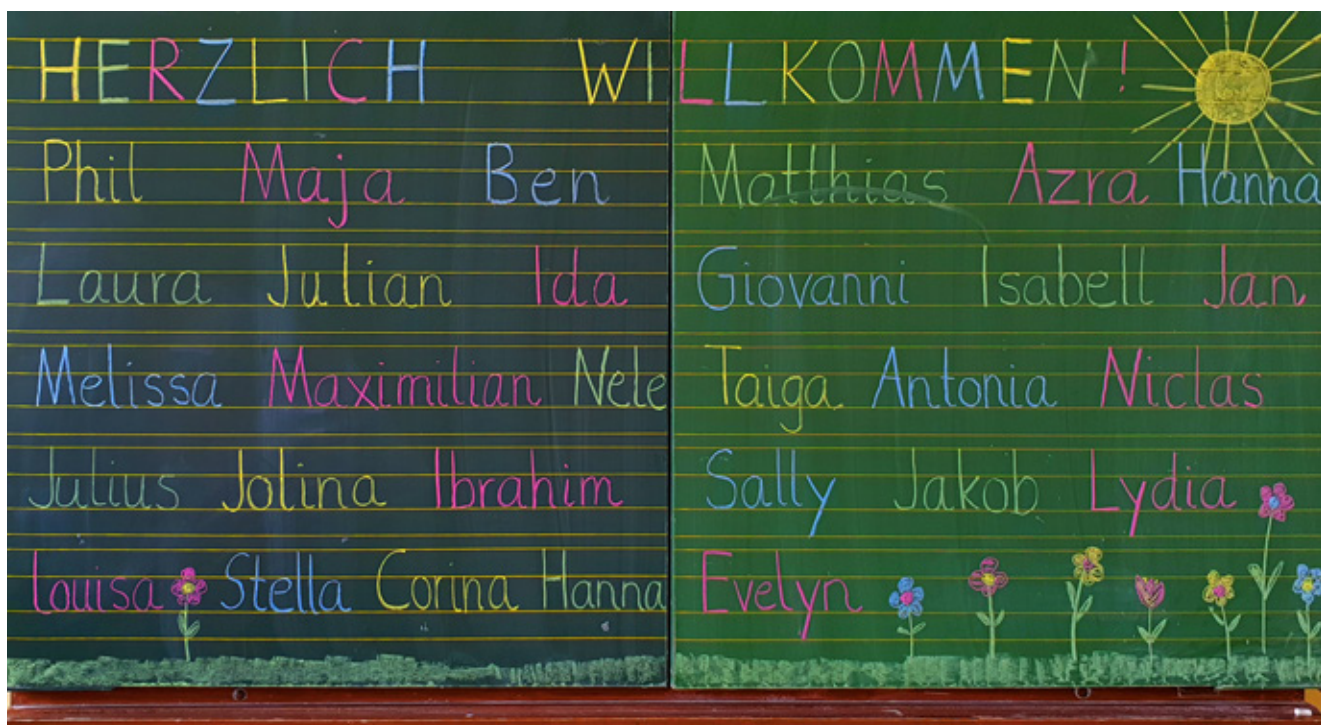 HERZLICH WILLKOMMEN!
Phil Maja Ben Matthias Azra Hanna
Laura Julian Ida Giovanni Isabell Jan
Melissa Maximilian Nele Taiga Antonia Niclas
Julius Jolina Ibrahim Sally Jakob Lydia
Louisa Stella Corina Hanna Evelyn